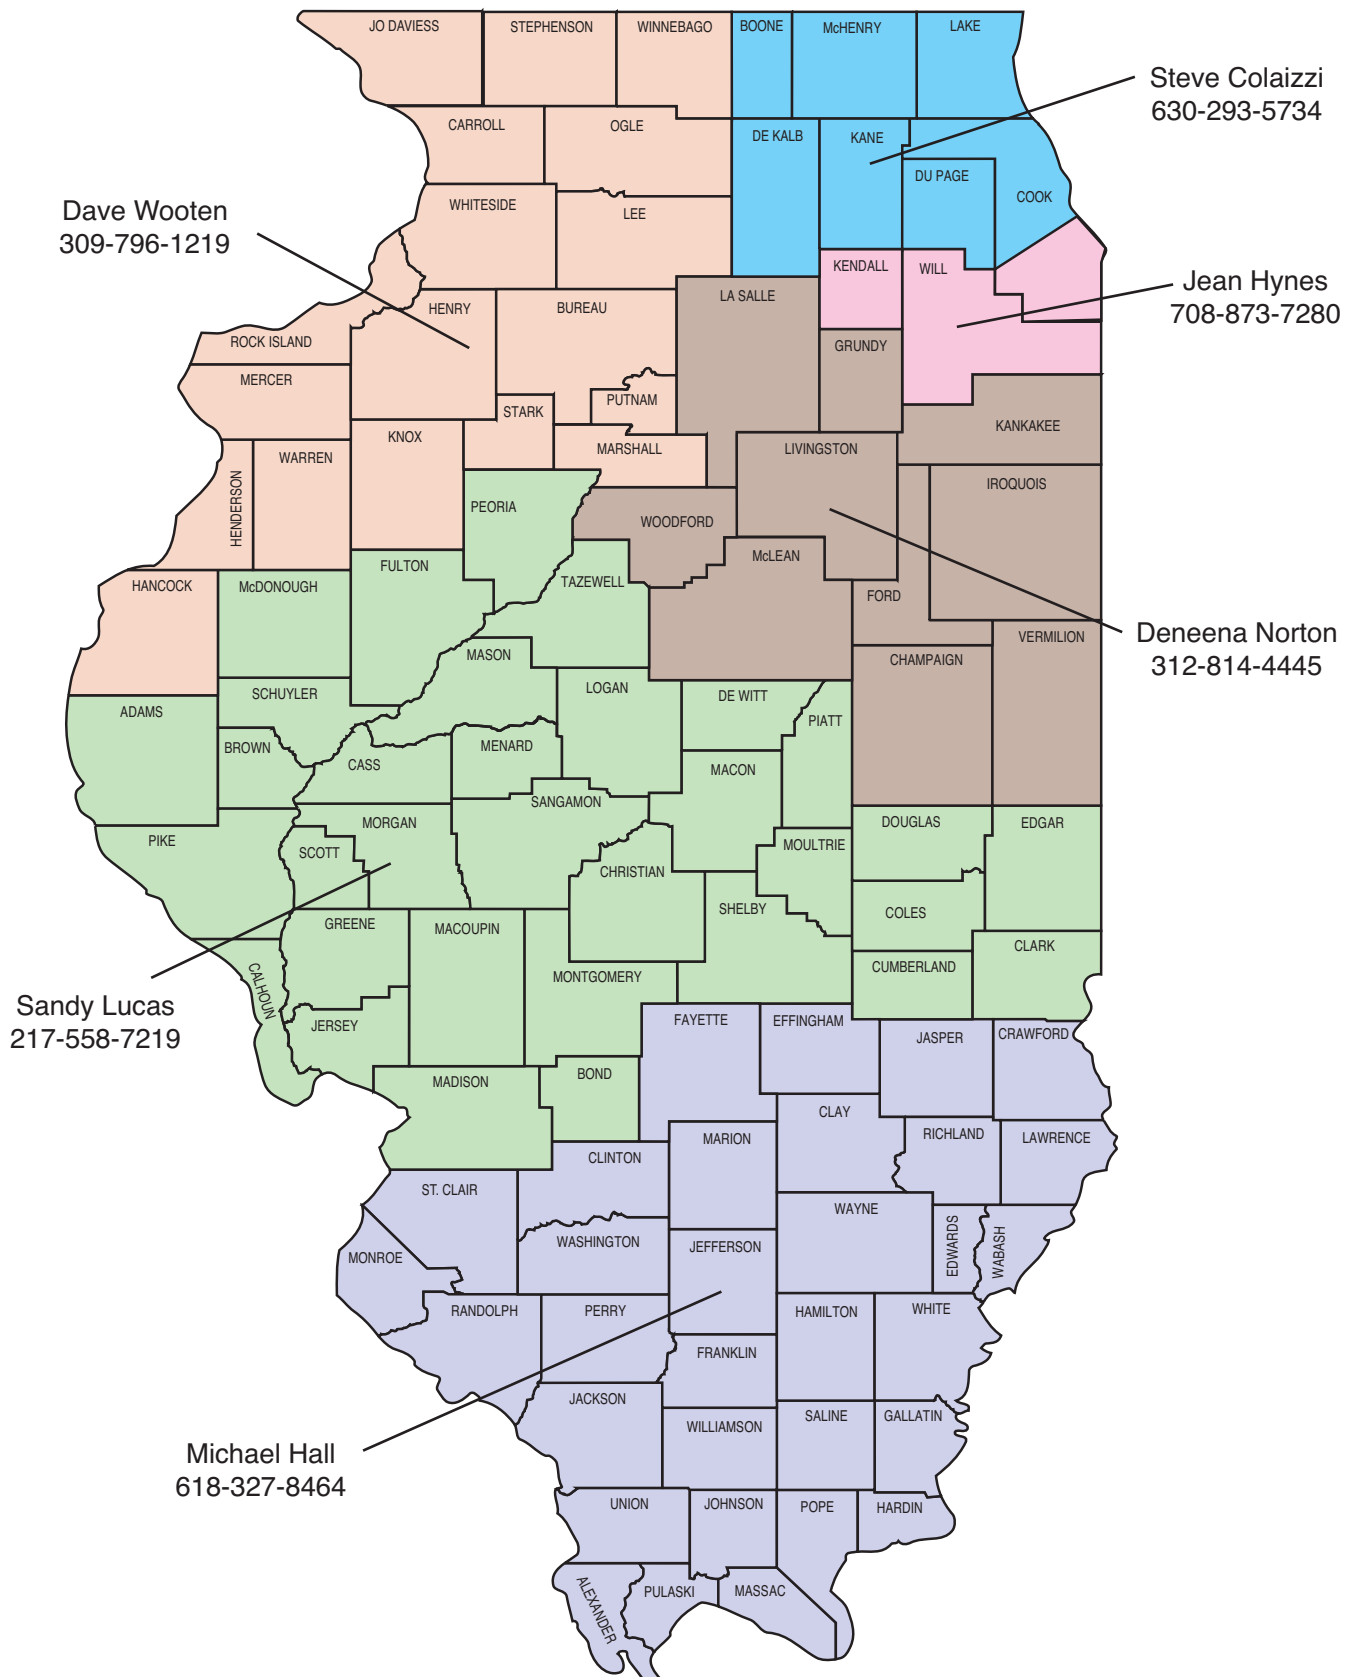 JO DAVIESS
STEPHENSON
WINNEBAGO
BOONE
McHENRY
LAKE
Steve Colaizzi
630-293-5734
CARROLL
OGLE
DE KALB
KANE
DU PAGE
COOK
Dave Wooten
309-796-1219
WHITESIDE
LEE
KENDALL
WILL
Jean Hynes
708-873-7280
LA SALLE
HENRY
BUREAU
ROCK ISLAND
GRUNDY
MERCER
PUTNAM
STARK
KANKAKEE
KNOX
WARREN
MARSHALL
LIVINGSTON
IROQUOIS
HENDERSON
PEORIA
WOODFORD
McLEAN
FULTON
TAZEWELL
HANCOCK
McDONOUGH
FORD
Deneena Norton
312-814-4445
VERMILION
MASON
CHAMPAIGN
SCHUYLER
LOGAN
DE WITT
ADAMS
PIATT
BROWN
MENARD
CASS
MACON
SANGAMON
MORGAN
DOUGLAS
EDGAR
PIKE
SCOTT
MOULTRIE
CHRISTIAN
SHELBY
COLES
GREENE
MACOUPIN
CLARK
CUMBERLAND
MONTGOMERY
CALHOUN
Sandy Lucas
217-558-7219
JERSEY
FAYETTE
EFFINGHAM
JASPER
CRAWFORD
MADISON
BOND
CLAY
MARION
RICHLAND
LAWRENCE
CLINTON
ST. CLAIR
WAYNE
WASHINGTON
JEFFERSON
EDWARDS
WABASH
MONROE
RANDOLPH
PERRY
HAMILTON
WHITE
FRANKLIN
JACKSON
WILLIAMSON
SALINE
GALLATIN
Michael Hall
618-327-8464
UNION
JOHNSON
POPE
HARDIN
ALEXANDER
PULASKI
MASSAC